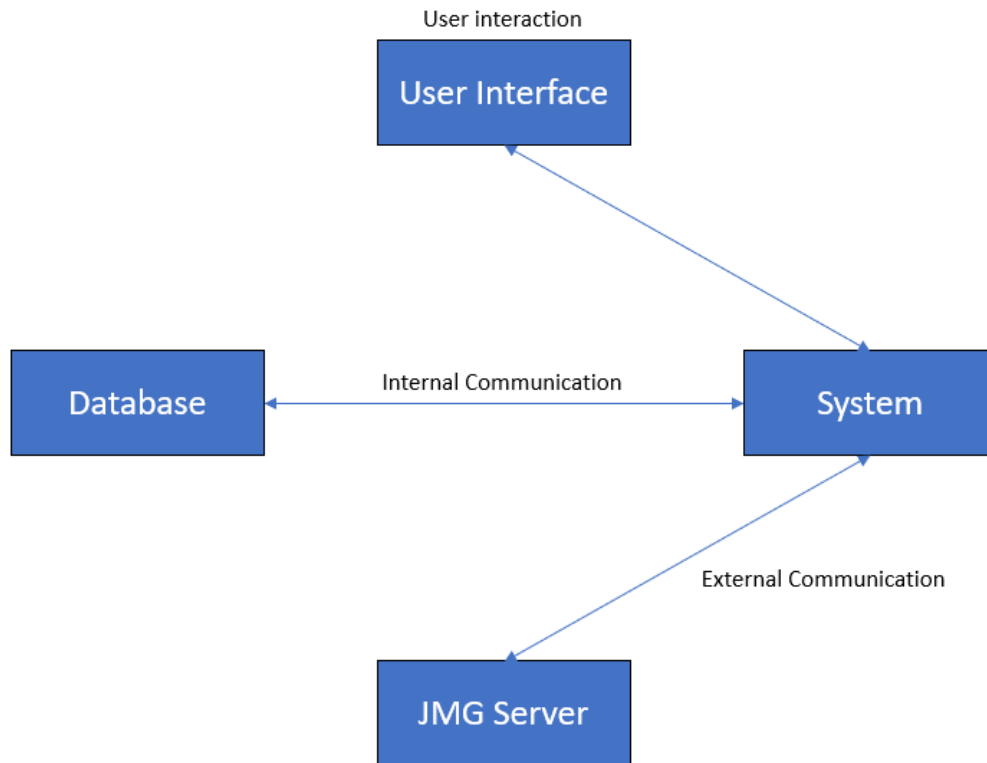 User interaction
User Interface
Internal Communication
Database
System
External Communication
JMG Server